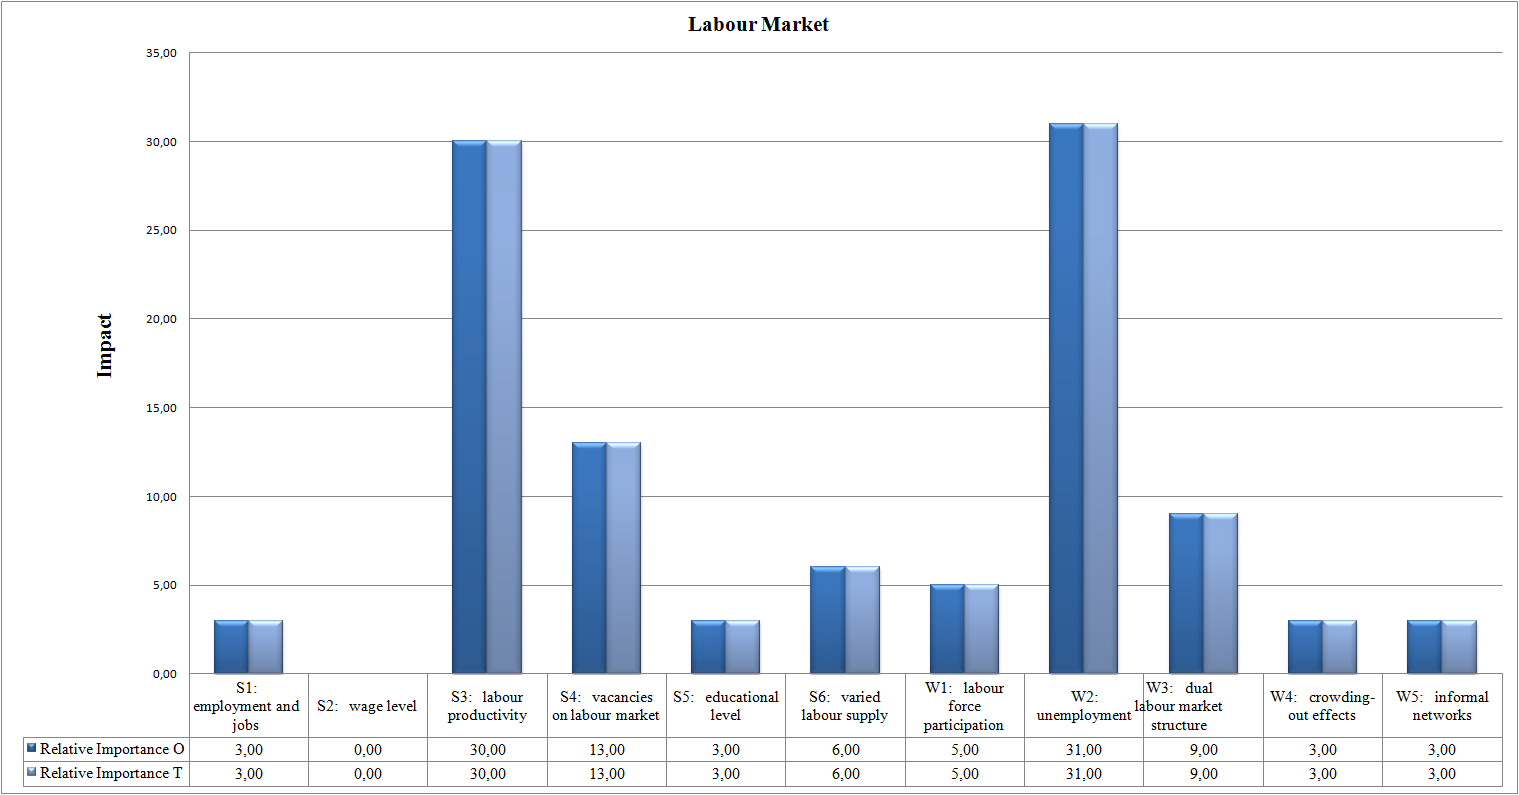 Labour Market
35,00
30,00
25,00
20,00
15,00
10,00
5,00
0,00
Impact
S1:
employment and
jobs
S2: wage level
S3: labour
productivity
S4: vacancies
on labour market
S5: educational
level
S6: varied
labour supply
W1: labour
force
participation
W2:
unemployment
W3: dual
labour market
structure
W4: crowding-
out effects
W5: informal
networks
Relative Importance O 3,00 0,00 30,00 13,00 3,00 6,00 5,00 31,00 9,00 3,00 3,00
Relative Importance T 3,00 0,00 30,00 13,00 3,00 6,00 5,00 31,00 9,00 3,00 3,00